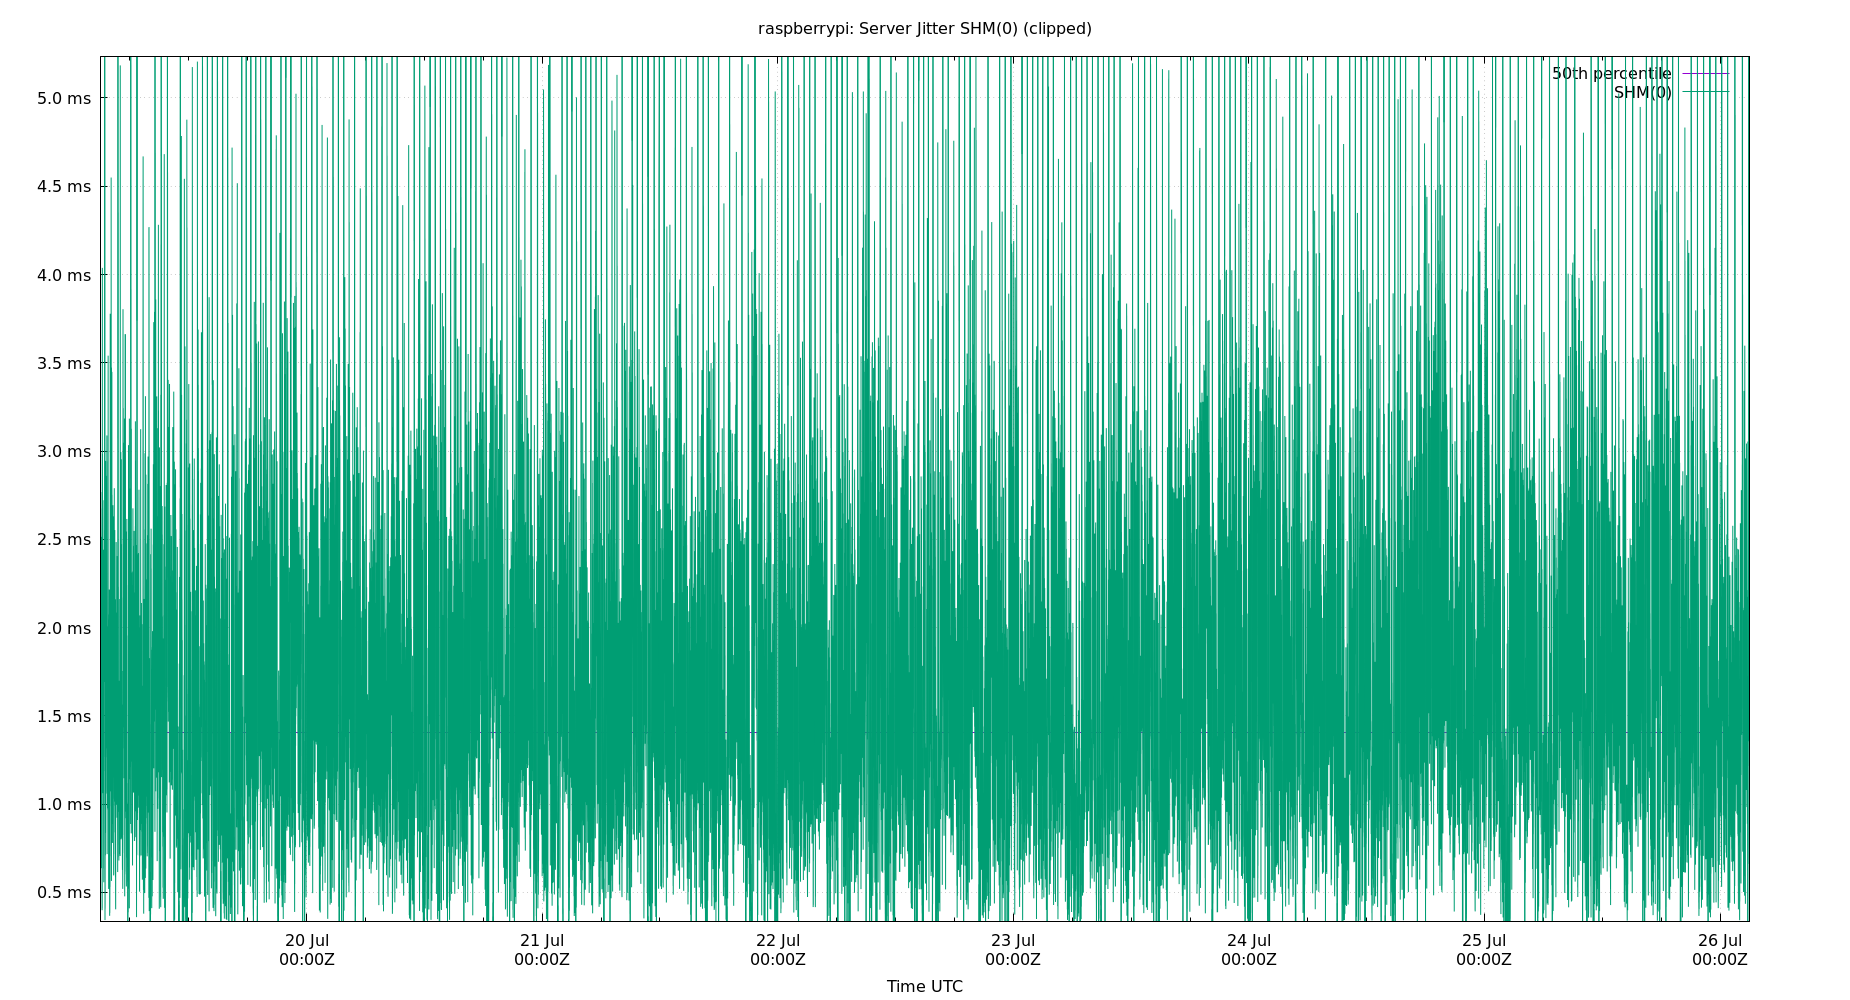 raspberrypi: Server Jitter SHM(0) (clipped)
50th percentile
SHM(0)
5.0 ms
4.5 ms
4.0 ms
3.5 ms
3.0 ms
2.5 ms
2.0 ms
1.5 ms
1.0 ms
0.5 ms
20 Jul 21 Jul 22 Jul 23 Jul 24 Jul 25 Jul 26 Jul
00:00Z 00:00Z 00:00Z 00:00Z 00:00Z 00:00Z 00:00Z
Time UTC